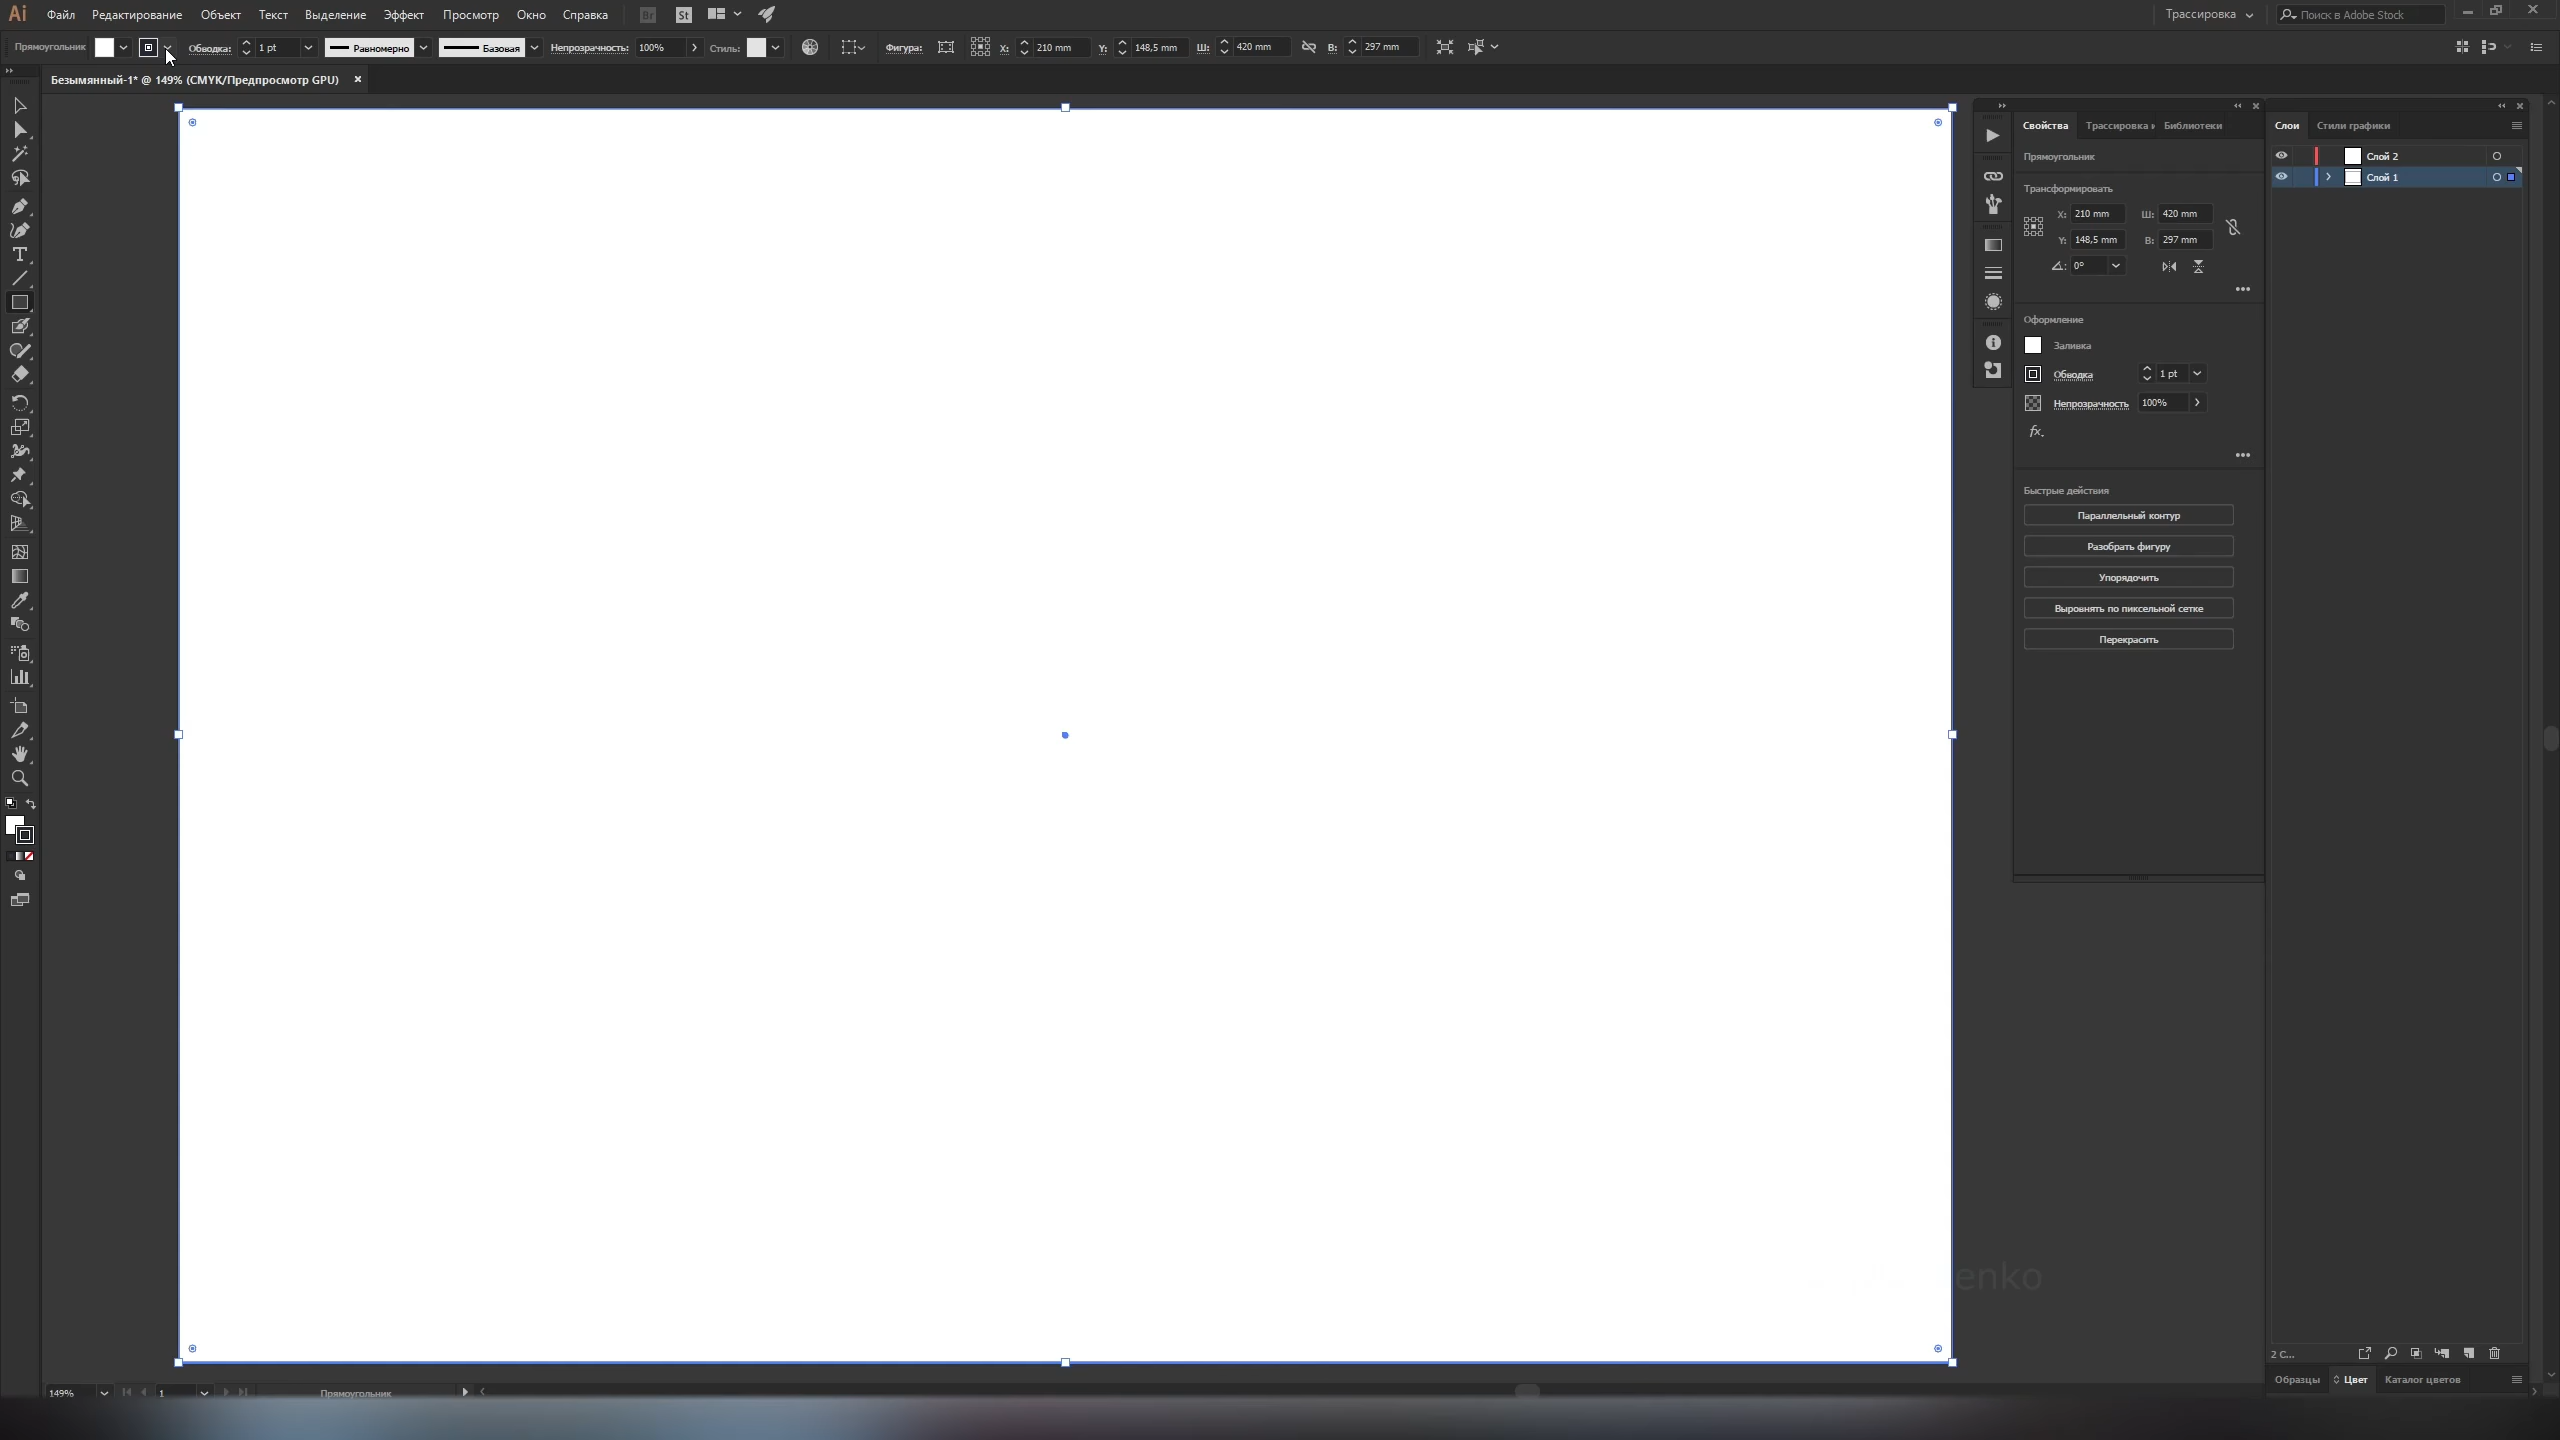 Ai Файл Редактирование Объект Текст Выделение Эффект Просмотр Окно Справка Br St Трассировка Поиск в Adobe Stock
Прямоугольник Обводка: 1 pt Равномерно Базовая Непрозрачность: 100% Стиль: Фигура: X: 210 mm Y: 148,5 mm Ш: 420 mm В: 297 mm
Безымянный-1* @ 149% (CMYK/Предпросмотр GPU)
Свойства Трассировка Библиотеки
Прямоугольник
Трансформировать
X: 210 mm Ш: 420 mm
Y: 148,5 mm В: 297 mm
0°
Оформление
Заливка
Обводка 1 pt
Непрозрачность 100%
fx.
Быстрые действия
Параллельный контур
Разобрать фигуру
Упорядочить
Выровнять по пиксельной сетке
Перекрасить
Слои Стили графики
Слой 2
Слой 1
enko
2 С...
Образцы Цвет Каталог цветов
149% 1 Прямоугольник